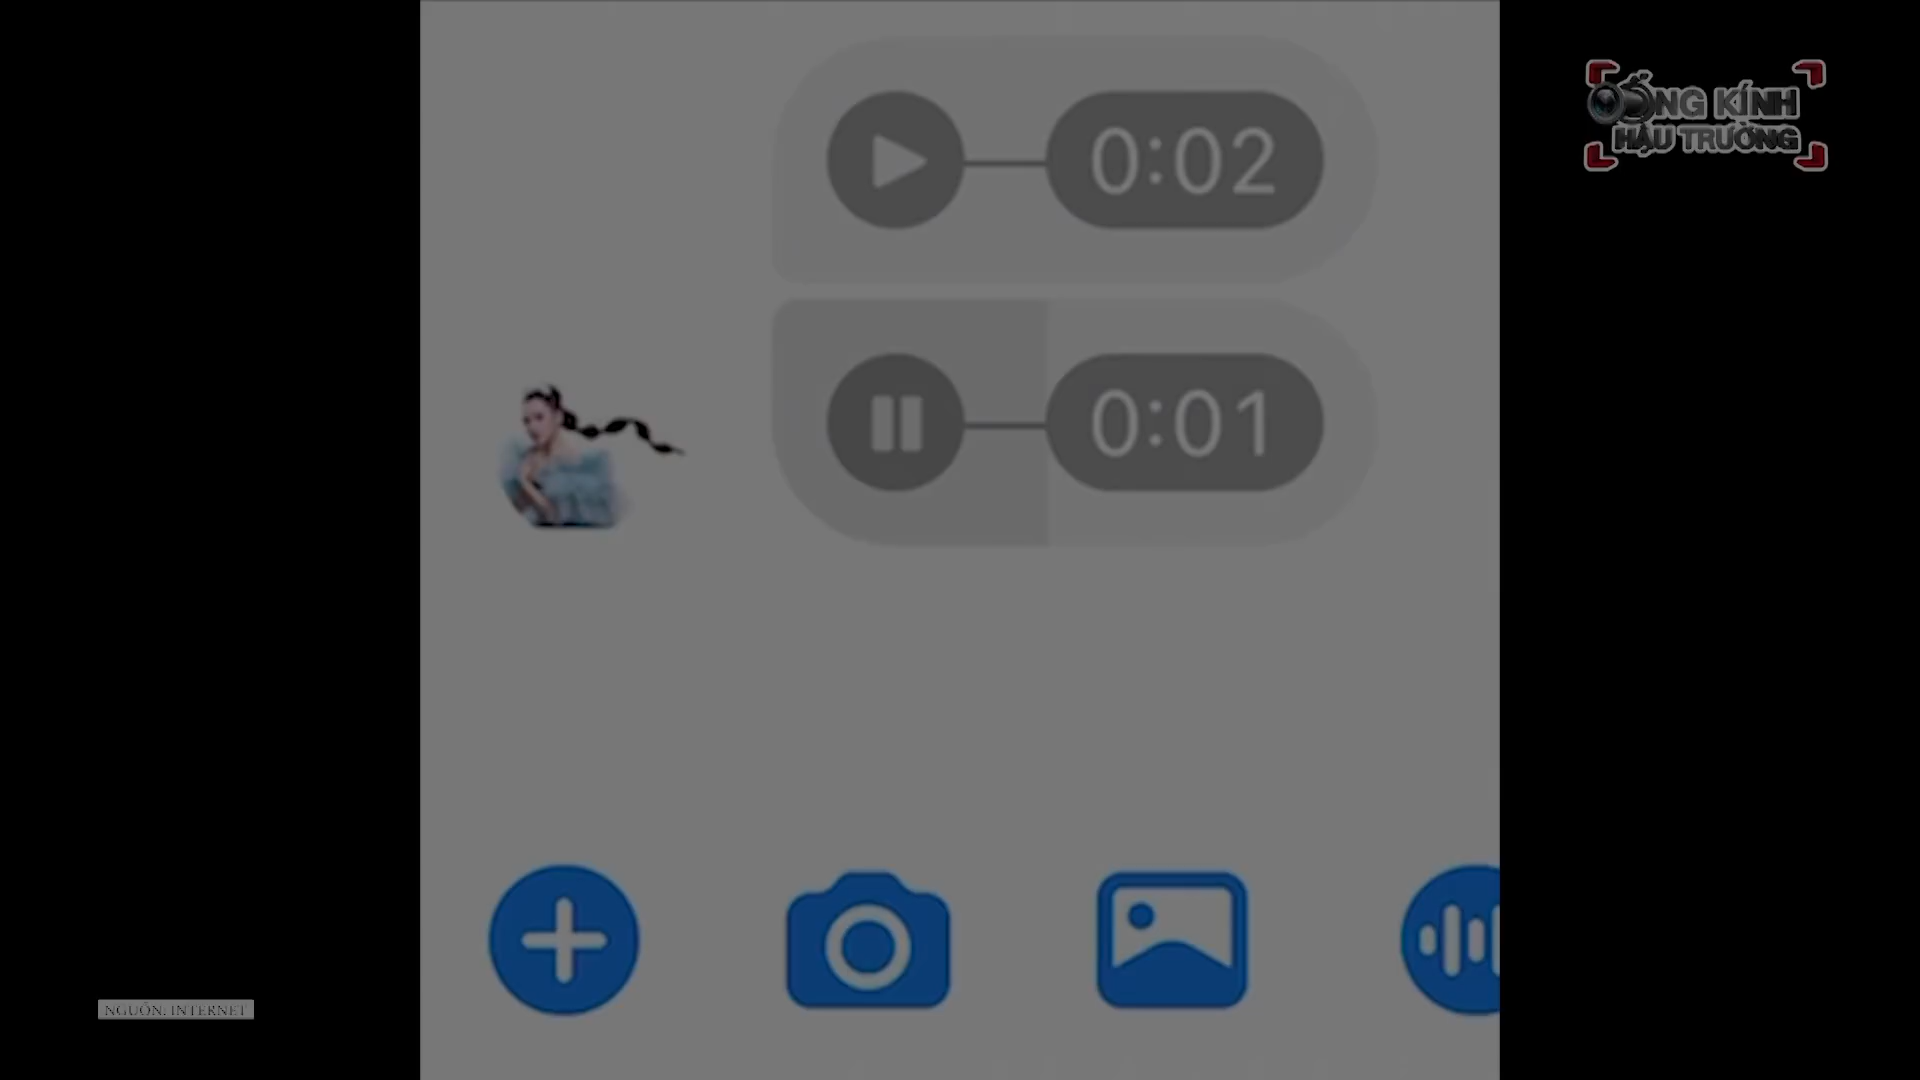 0:02
ỐNG KÍNH
HẬU TRƯỜNG
0:01
NGUỒN: INTERNET